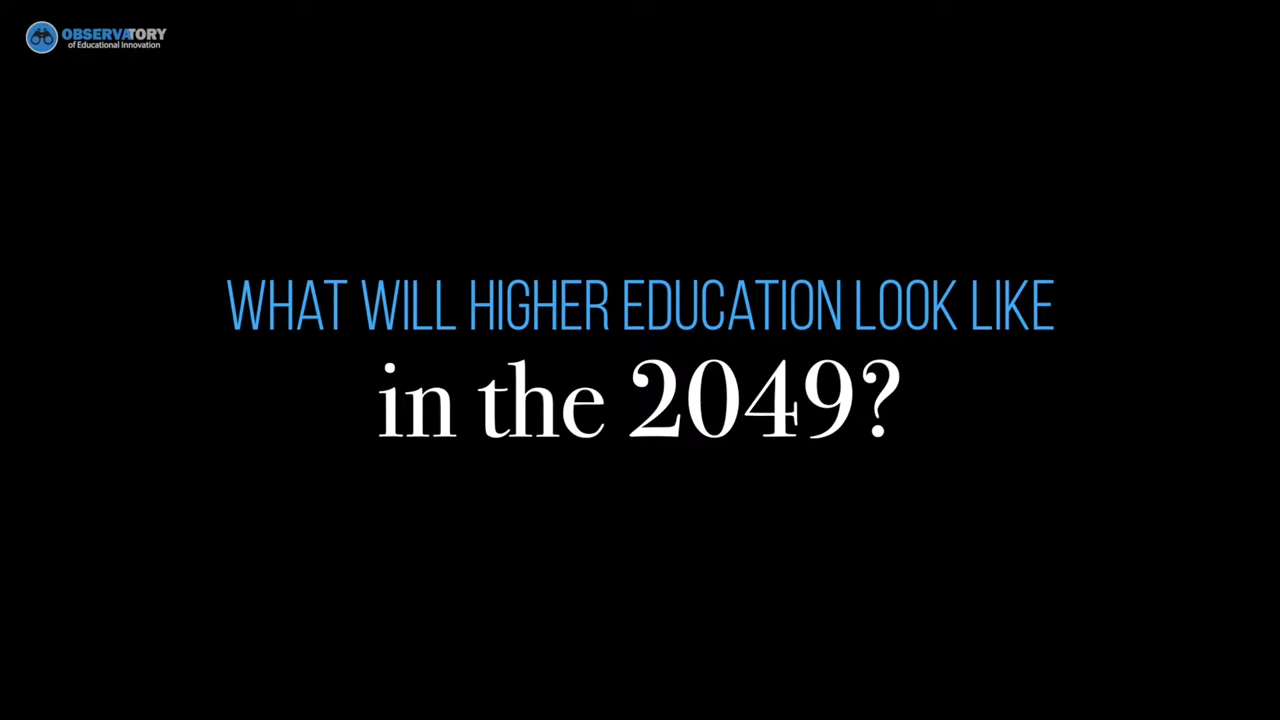 OBSERVATORY
of Educational Innovation
WHAT WILL HIGHER EDUCATION LOOK LIKE
in the 2049?